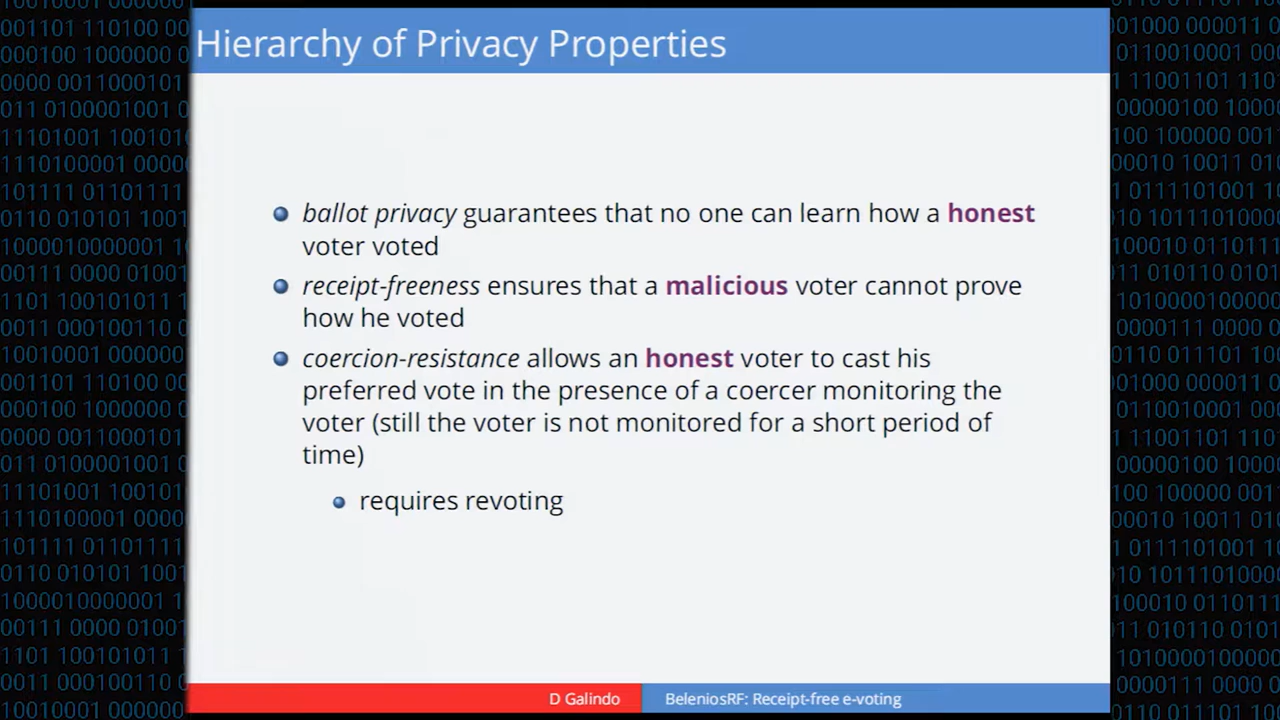 Hierarchy of Privacy Properties
ballot privacy guarantees that no one can learn how a honest
voter voted
receipt-freeness ensures that a malicious voter cannot prove
how he voted
coercion-resistance allows an honest voter to cast his
preferred vote in the presence of a coercer monitoring the
voter (still the voter is not monitored for a short period of
time)
requires revoting
D Galindo
BeleniosRF: Receipt-free e-voting